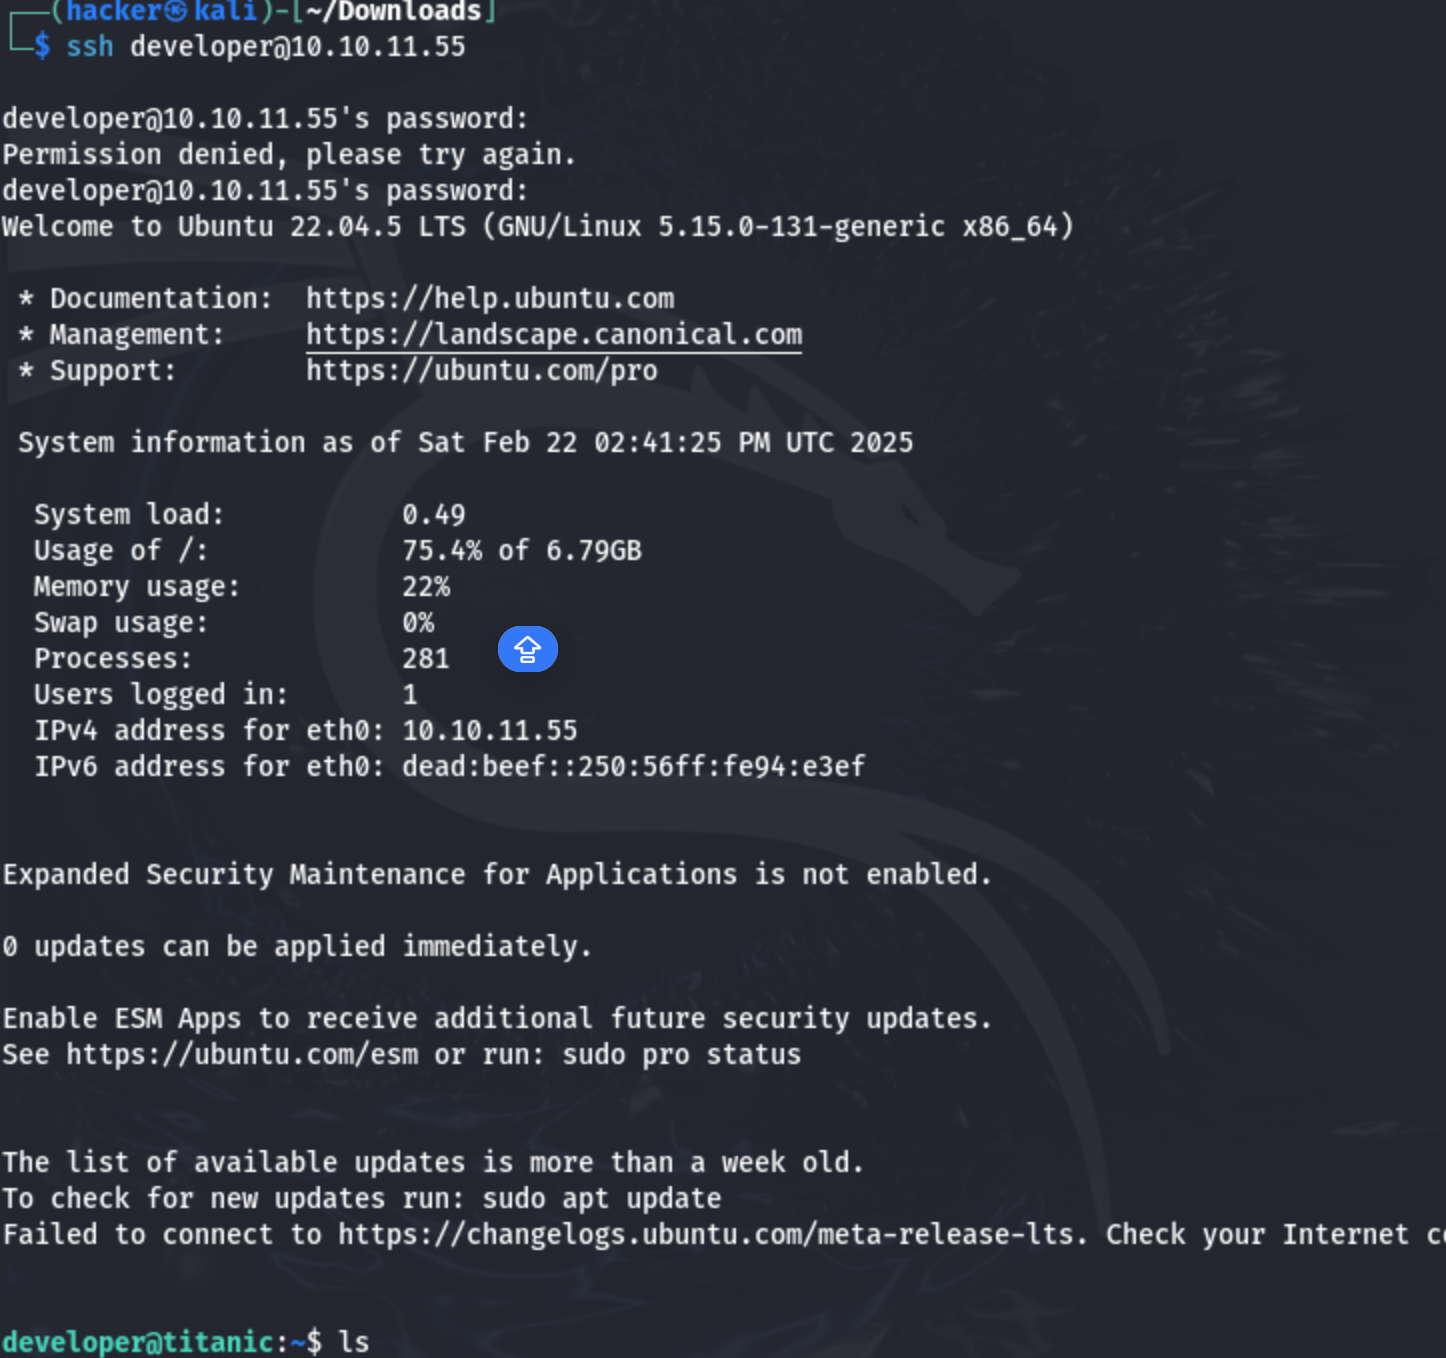 ┌──(hacker㉿kali)-[~/Downloads]
└─$ ssh developer@10.10.11.55
developer@10.10.11.55's password:
Permission denied, please try again.
developer@10.10.11.55's password:
Welcome to Ubuntu 22.04.5 LTS (GNU/Linux 5.15.0-131-generic x86_64)
* Documentation:  https://help.ubuntu.com
* Management:     https://landscape.canonical.com
* Support:        https://ubuntu.com/pro
System information as of Sat Feb 22 02:41:25 PM UTC 2025
System load:           0.49
Usage of /:            75.4% of 6.79GB
Memory usage:          22%
Swap usage:            0%
Processes:             281
Users logged in:       1
IPv4 address for eth0: 10.10.11.55
IPv6 address for eth0: dead:beef::250:56ff:fe94:e3ef
Expanded Security Maintenance for Applications is not enabled.
0 updates can be applied immediately.
Enable ESM Apps to receive additional future security updates.
See https://ubuntu.com/esm or run: sudo pro status
The list of available updates is more than a week old.
To check for new updates run: sudo apt update
Failed to connect to https://changelogs.ubuntu.com/meta-release-lts. Check your Internet
developer@titanic:~$ ls